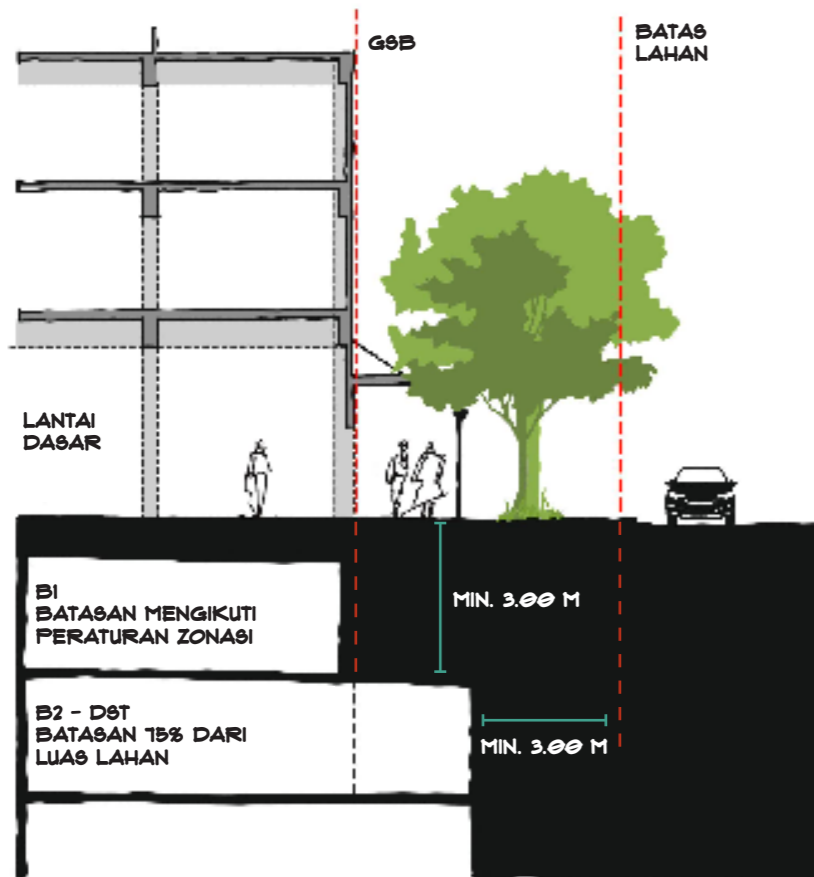 GSB
BATAS
LAHAN
LANTAI
DASAR
B1
BATASAN MENGIKUTI
PERATURAN ZONASI
MIN. 3.00 M
B2 - DST
BATASAN 75% DARI
LUAS LAHAN
MIN. 3.00 M